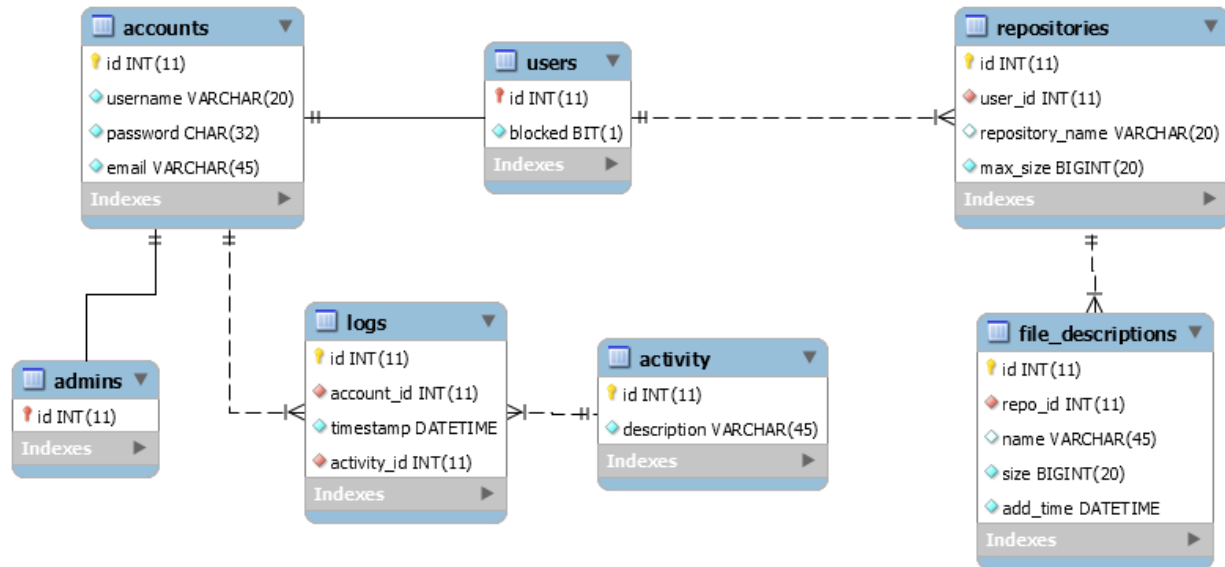 accounts
id INT(11)
username VARCHAR(20)
password CHAR(32)
email VARCHAR(45)
Indexes
users
id INT(11)
blocked BIT(1)
Indexes
repositories
id INT(11)
user_id INT(11)
repository_name VARCHAR(20)
max_size BIGINT(20)
Indexes
admins
id INT(11)
Indexes
logs
id INT(11)
account_id INT(11)
timestamp DATETIME
activity_id INT(11)
Indexes
activity
id INT(11)
description VARCHAR(45)
Indexes
file_descriptions
id INT(11)
repo_id INT(11)
name VARCHAR(45)
size BIGINT(20)
add_time DATETIME
Indexes